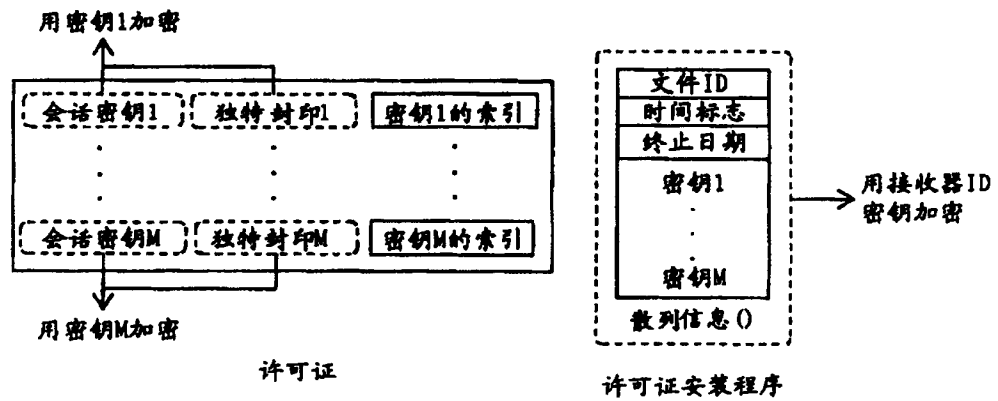 用密钥1加密
会话密钥1 独特封印1 密钥1的索引
会话密钥M 独特封印M 密钥M的索引
用密钥M加密
许可证
文件ID
时间标志
终止日期
密钥1
密钥M
散列信息()
用接收器ID
密钥加密
许可证安装程序